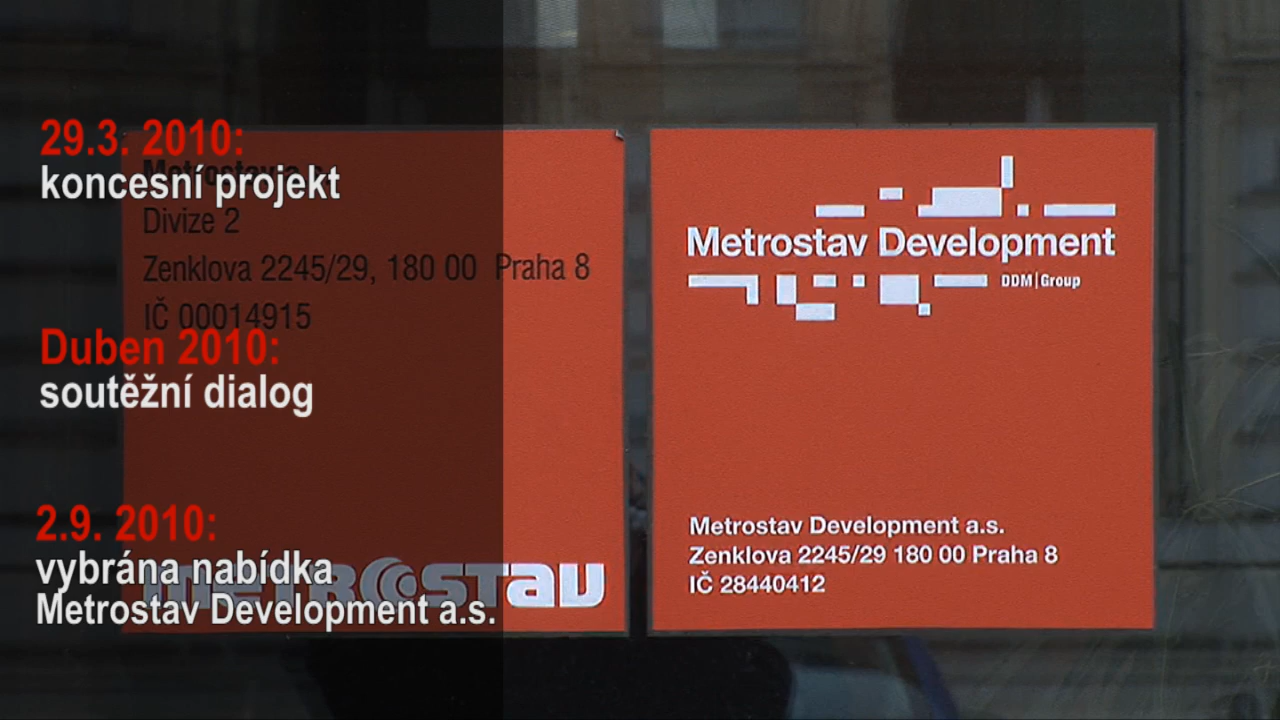 29.3. 2010:
koncesní projekt
Duben 2010:
soutěžní dialog
2.9. 2010:
vybrána nabídka
Metrostav Development a.s.
Metrostav a.s.
Divize 2
Zenklova 2245/29, 180 00 Praha 8
IČ 00014915
METROSTAV
Metrostav Development
DDM|Group
Metrostav Development a.s.
Zenklova 2245/29 180 00 Praha 8
IČ 28440412